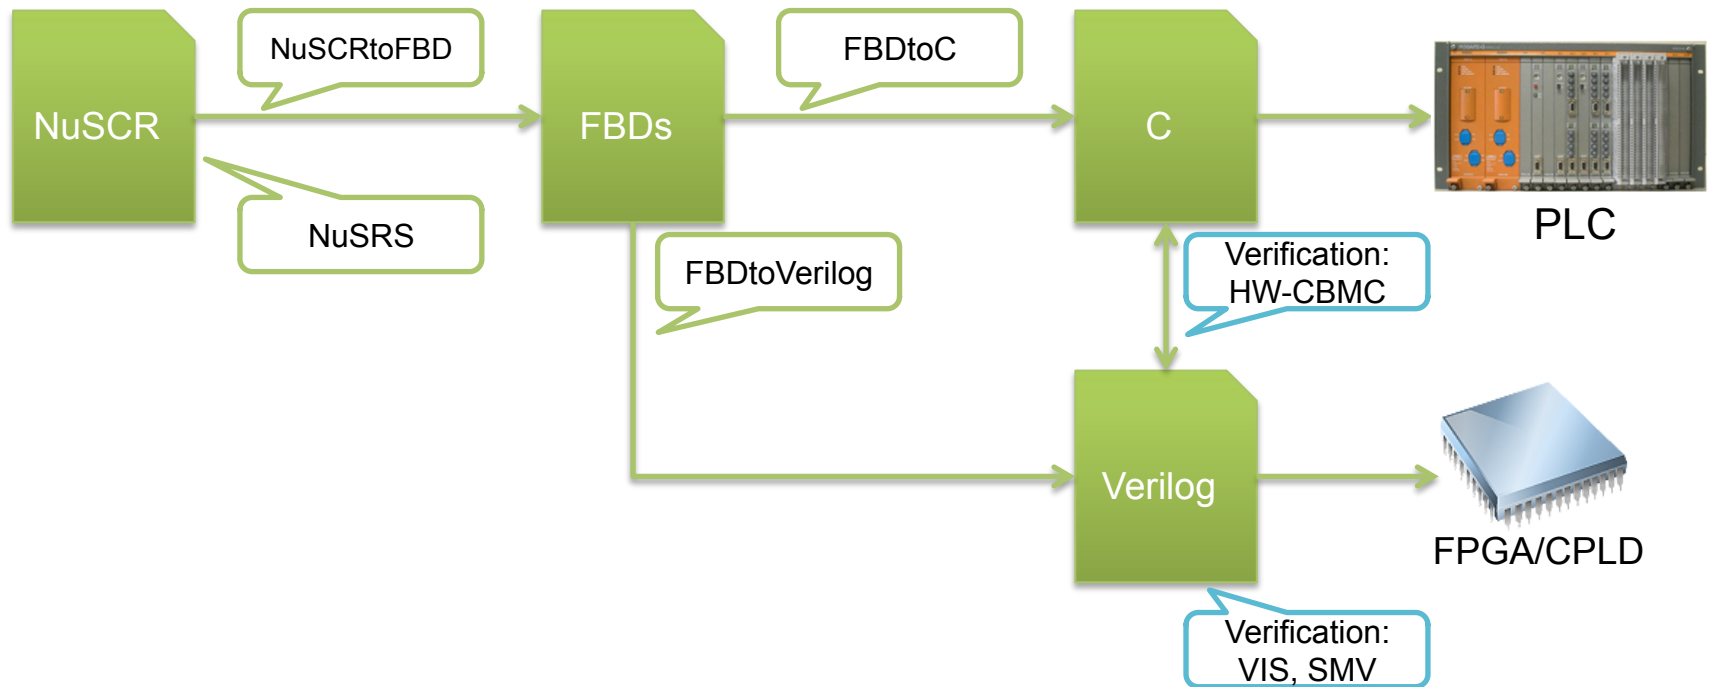 NuSCRtoFBD
FBDtoC
NuSCR
FBDs
C
PLC
NuSRS
FBDtoVerilog
Verification:
HW-CBMC
Verilog
FPGA/CPLD
Verification:
VIS, SMV